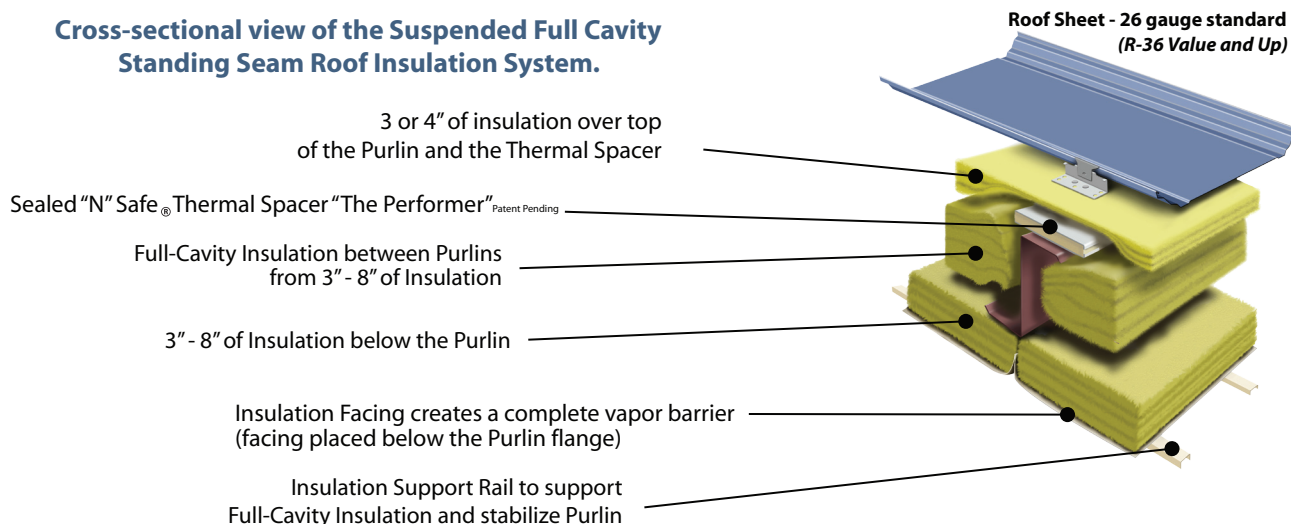 Cross-sectional view of the Suspended Full Cavity
Standing Seam Roof Insulation System.
Roof Sheet - 26 gauge standard
(R-36 Value and Up)
3 or 4” of insulation over top
of the Purlin and the Thermal Spacer
Sealed “N” Safe ® Thermal Spacer “The Performer” Patent Pending
Full-Cavity Insulation between Purlins
from 3” - 8” of Insulation
3” - 8” of Insulation below the Purlin
Insulation Facing creates a complete vapor barrier
(facing placed below the Purlin flange)
Insulation Support Rail to support
Full-Cavity Insulation and stabilize Purlin